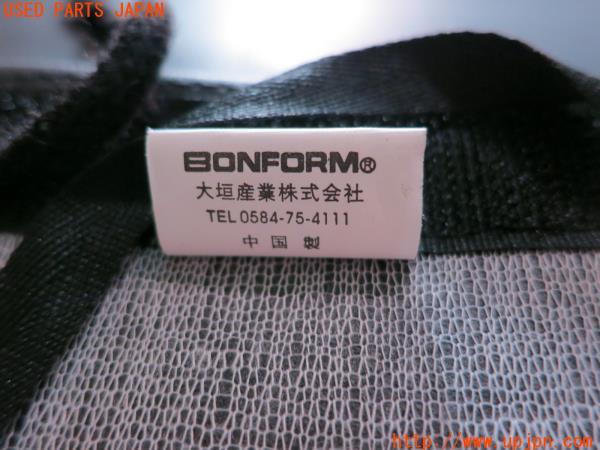 USED PARTS JAPAN
BONFORM®
大垣産業株式会社
TEL 0584-75-4111
中国製
http://www.upjpn.com